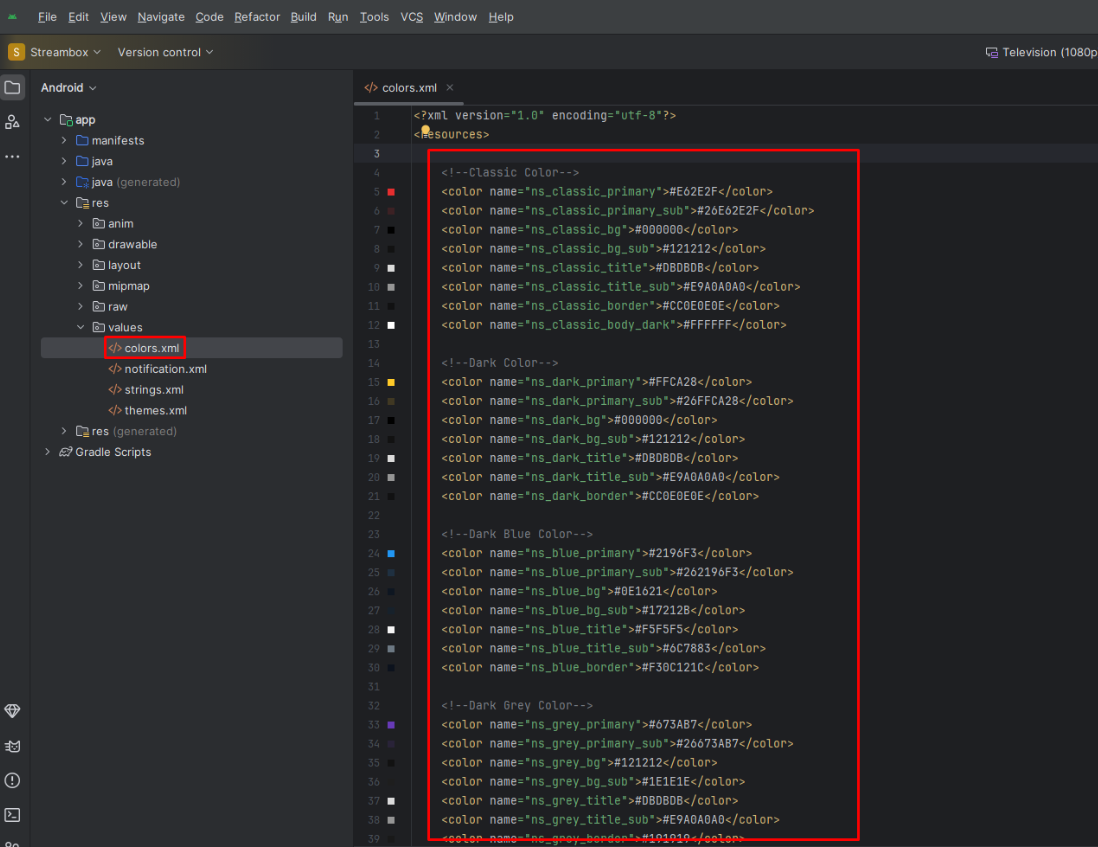 File Edit View Navigate Code Refactor Build Run Tools VCS Window Help
S Streambox Version control Television (1080p
Android
app
manifests
java
java (generated)
res
anim
drawable
layout
mipmap
raw
values
</> colors.xml
</> notification.xml
</> strings.xml
</> themes.xml
res (generated)
Gradle Scripts
</> colors.xml
1 <?xml version="1.0" encoding="utf-8"?>
2 <resources>
3
4 <!--Classic Color-->
5 <color name="ns_classic_primary">#E62E2F</color>
6 <color name="ns_classic_primary_sub">#26E62E2F</color>
7 <color name="ns_classic_bg">#000000</color>
8 <color name="ns_classic_bg_sub">#121212</color>
9 <color name="ns_classic_title">#DBDBDB</color>
10 <color name="ns_classic_title_sub">#E9A0A0A0</color>
11 <color name="ns_classic_border">#CC0E0E0E</color>
12 <color name="ns_classic_body_dark">#FFFFFF</color>
13
14 <!--Dark Color-->
15 <color name="ns_dark_primary">#FFCA28</color>
16 <color name="ns_dark_primary_sub">#26FFCA28</color>
17 <color name="ns_dark_bg">#000000</color>
18 <color name="ns_dark_bg_sub">#121212</color>
19 <color name="ns_dark_title">#DBDBDB</color>
20 <color name="ns_dark_title_sub">#E9A0A0A0</color>
21 <color name="ns_dark_border">#CC0E0E0E</color>
22
23 <!--Dark Blue Color-->
24 <color name="ns_blue_primary">#2196F3</color>
25 <color name="ns_blue_primary_sub">#262196F3</color>
26 <color name="ns_blue_bg">#0E1621</color>
27 <color name="ns_blue_bg_sub">#17212B</color>
28 <color name="ns_blue_title">#F5F5F5</color>
29 <color name="ns_blue_title_sub">#6C7883</color>
30 <color name="ns_blue_border">#F30C121C</color>
31
32 <!--Dark Grey Color-->
33 <color name="ns_grey_primary">#673AB7</color>
34 <color name="ns_grey_primary_sub">#26673AB7</color>
35 <color name="ns_grey_bg">#121212</color>
36 <color name="ns_grey_bg_sub">#1E1E1E</color>
37 <color name="ns_grey_title">#DBDBDB</color>
38 <color name="ns_grey_title_sub">#E9A0A0A0</color>
39 <color name="ns_grey_border">#191919</color>